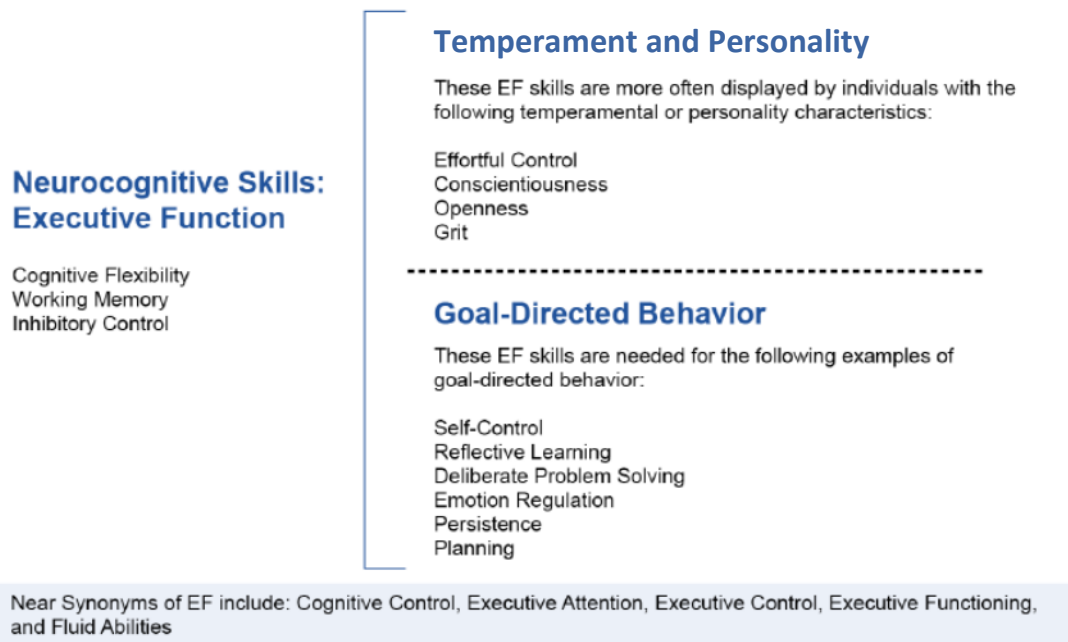 Neurocognitive Skills:
Executive Function
Cognitive Flexibility
Working Memory
Inhibitory Control
Temperament and Personality
These EF skills are more often displayed by individuals with the
following temperamental or personality characteristics:
Effortful Control
Conscientiousness
Openness
Grit
Goal-Directed Behavior
These EF skills are needed for the following examples of
goal-directed behavior:
Self-Control
Reflective Learning
Deliberate Problem Solving
Emotion Regulation
Persistence
Planning
Near Synonyms of EF include: Cognitive Control, Executive Attention, Executive Control, Executive Functioning,
and Fluid Abilities